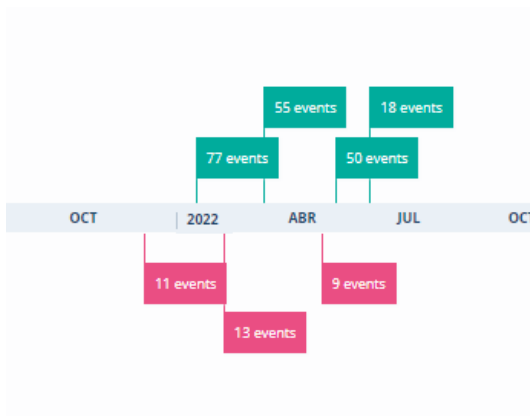 55 events
18 events
77 events
50 events
OCT
2022
ABR
JUL
OCT
11 events
9 events
13 events